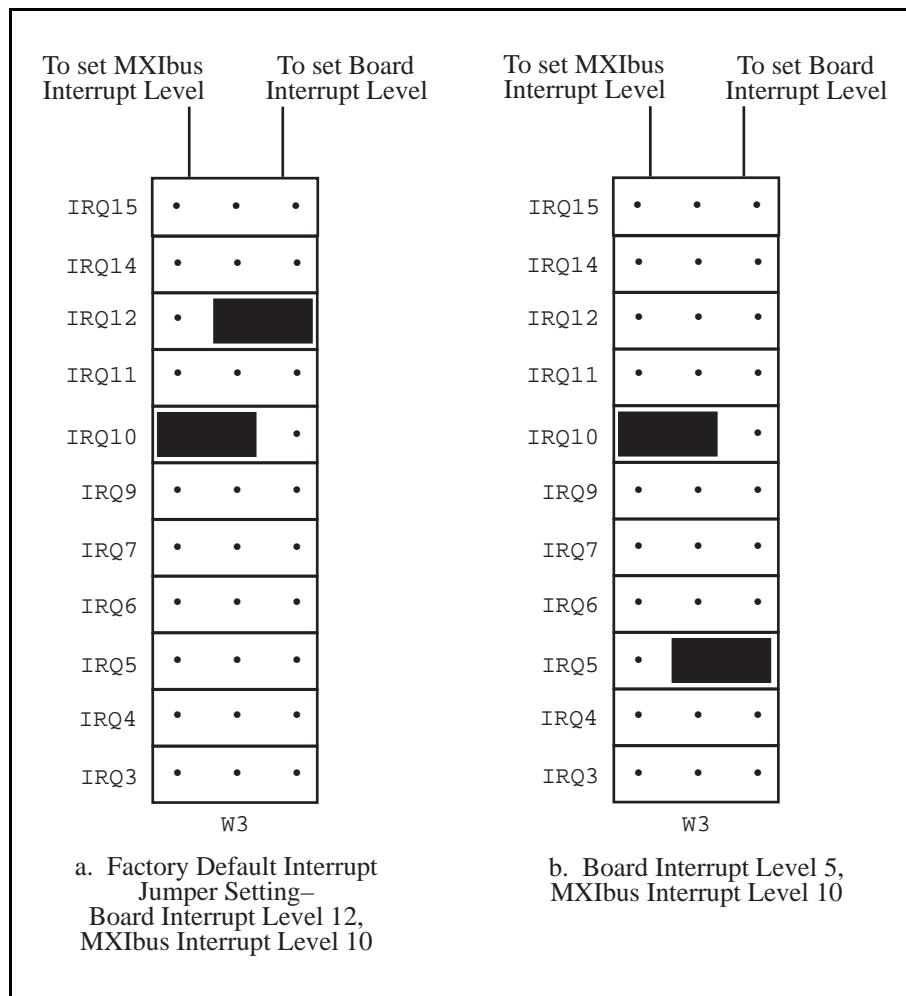 To set MXIbus
Interrupt Level
To set Board
Interrupt Level
IRQ15
IRQ14
IRQ12
IRQ11
IRQ10
IRQ9
IRQ7
IRQ6
IRQ5
IRQ4
IRQ3
W3
a. Factory Default Interrupt
Jumper Setting–
Board Interrupt Level 12,
MXIbus Interrupt Level 10
To set MXIbus
Interrupt Level
To set Board
Interrupt Level
IRQ15
IRQ14
IRQ12
IRQ11
IRQ10
IRQ9
IRQ7
IRQ6
IRQ5
IRQ4
IRQ3
W3
b. Board Interrupt Level 5,
MXIbus Interrupt Level 10